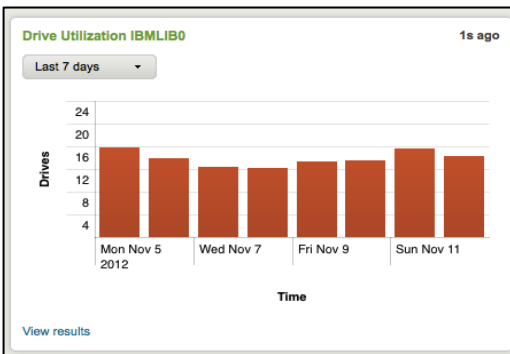 Drive Utilization IBMLIB0 1s ago
Last 7 days
24
20
16
12
8
4
Drives
Mon Nov 5 Wed Nov 7 Fri Nov 9 Sun Nov 11
2012
Time
View results